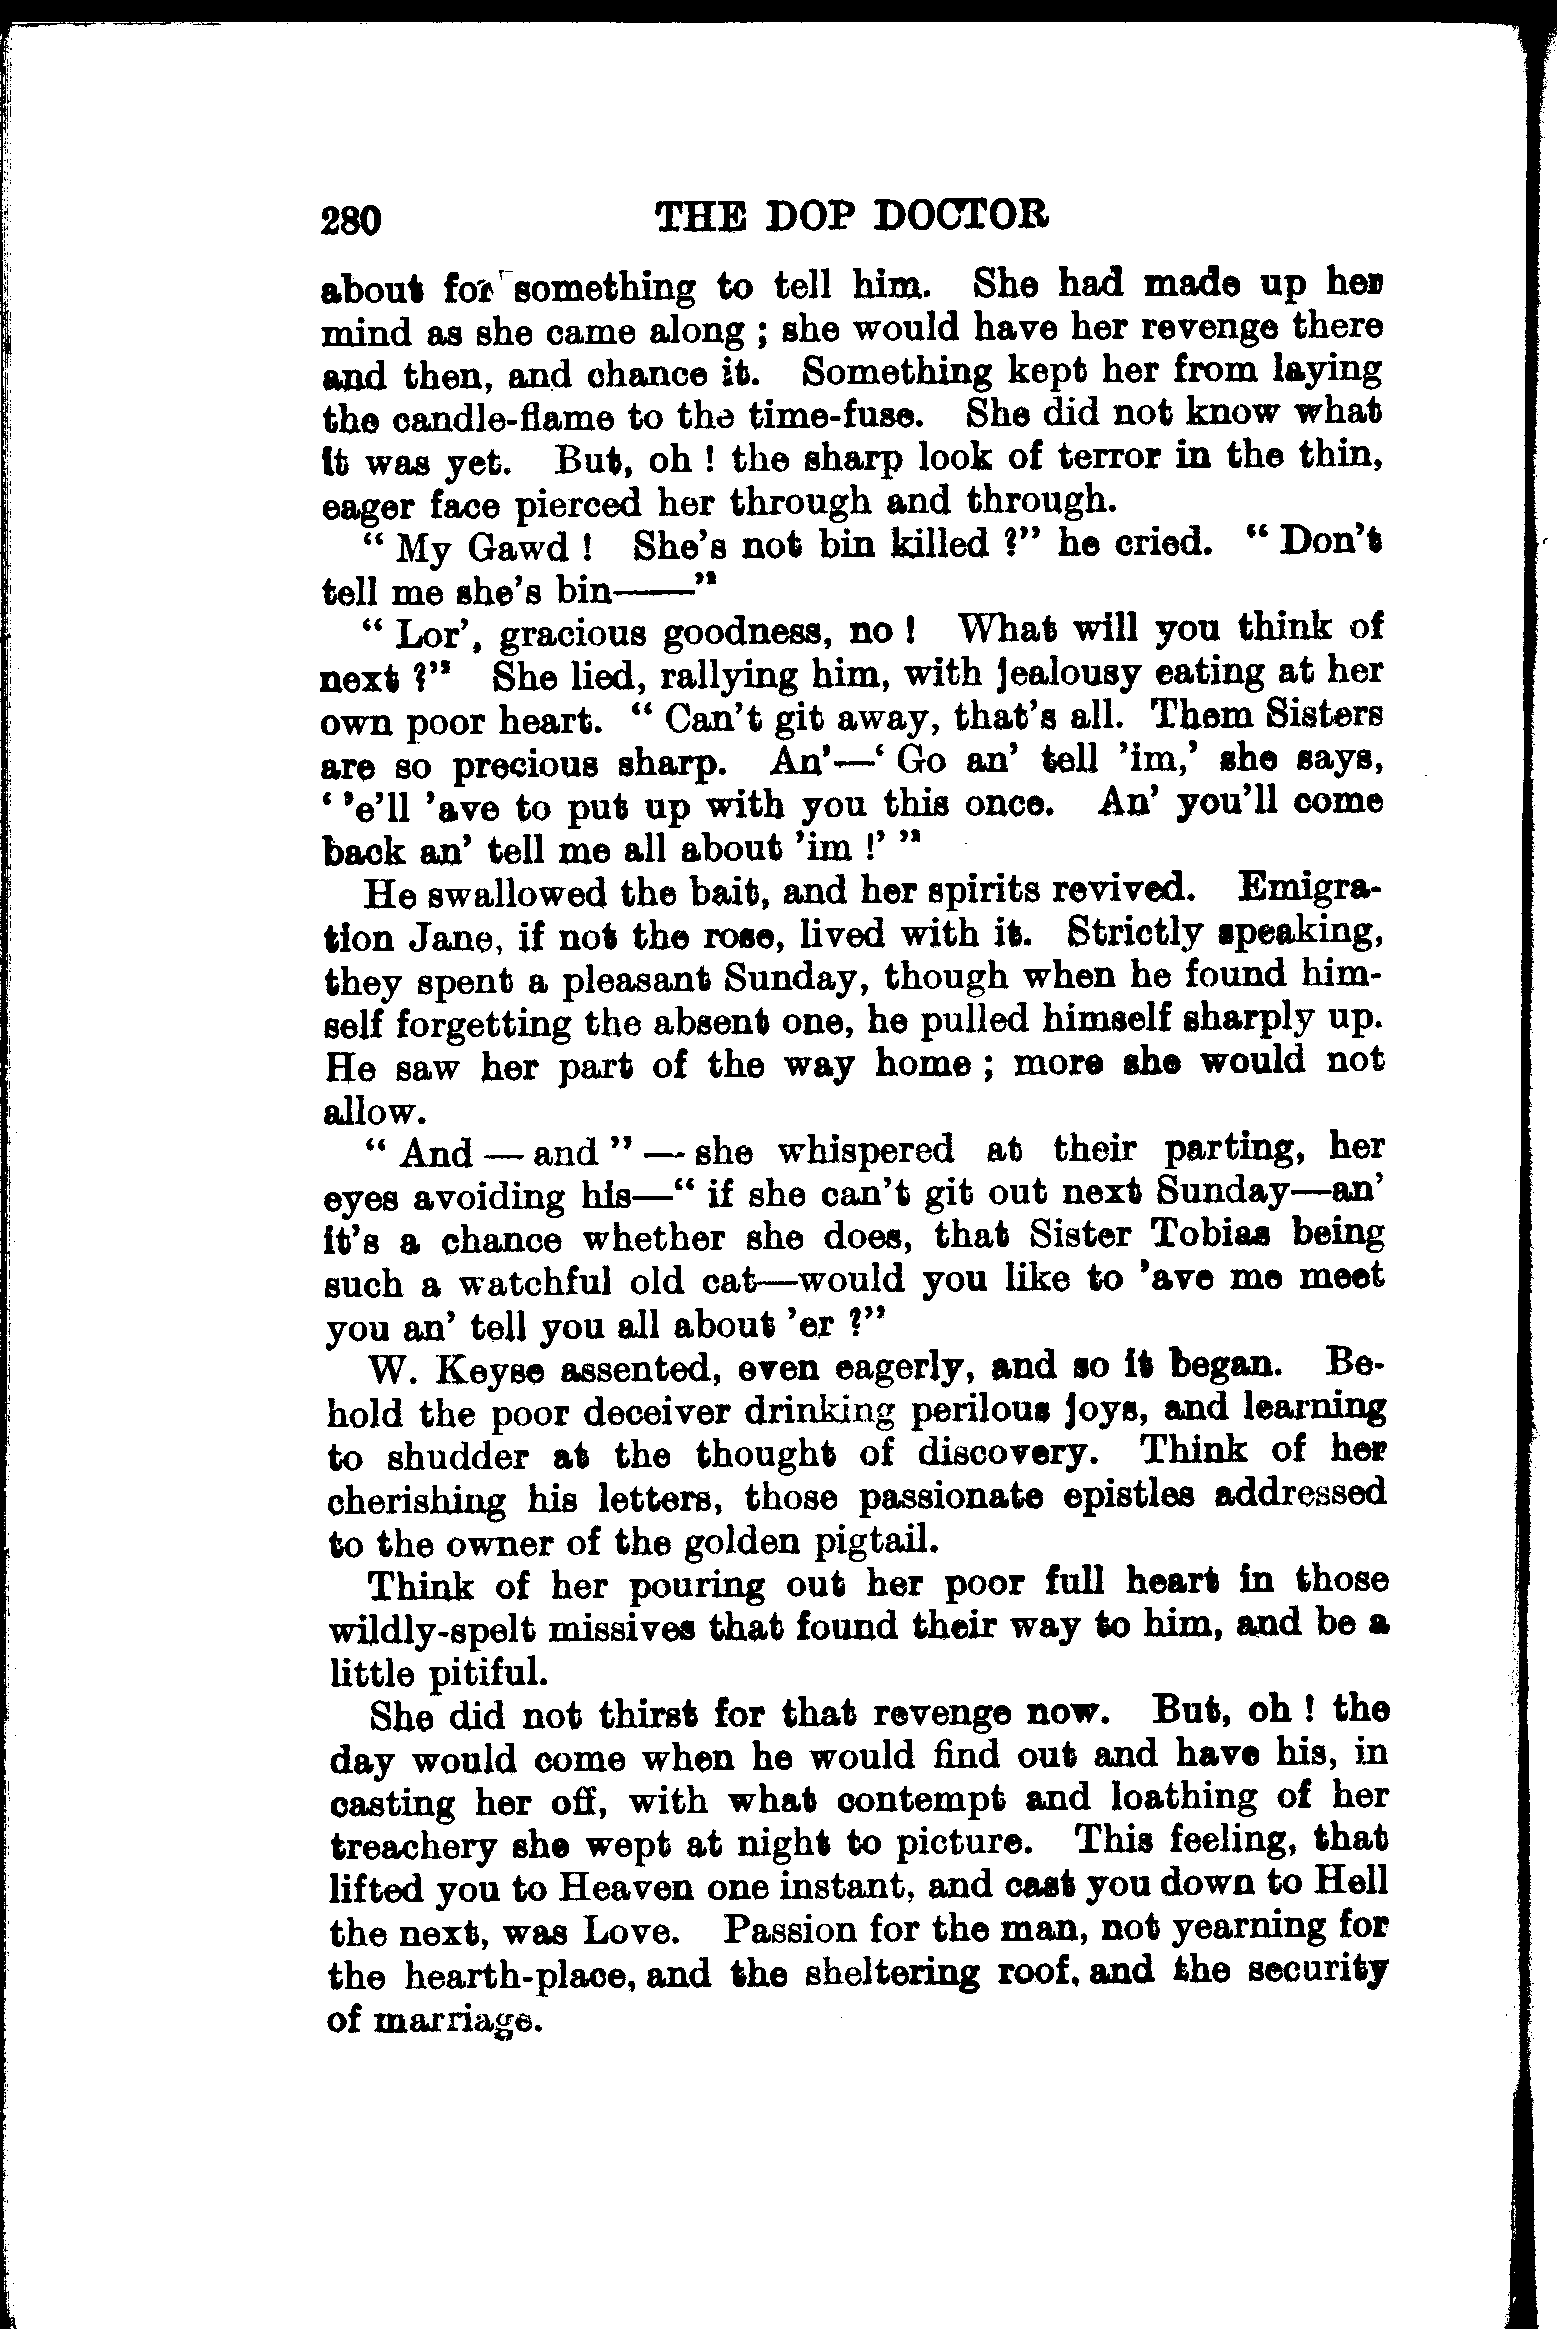 280 THE DOP DOCTOR
about for something to tell him. She had made up her
mind as she came along ; she would have her revenge there
and then, and chance it. Something kept her from laying
the candle-flame to the time-fuse. She did not know what
it was yet. But, oh ! the sharp look of terror in the thin,
eager face pierced her through and through.
“ My Gawd ! She’s not bin killed ?” he cried. “ Don’t
tell me she’s bin——”
“ Lor’, gracious goodness, no ! What will you think of
next ?” She lied, rallying him, with jealousy eating at her
own poor heart. “ Can’t git away, that’s all. Them Sisters
are so precious sharp. An’—‘ Go an’ tell ’im,’ she says,
‘ ’e’ll ’ave to put up with you this once. An’ you’ll come
back an’ tell me all about ’im !’ ”
He swallowed the bait, and her spirits revived. Emigra-
tion Jane, if not the rose, lived with it. Strictly speaking,
they spent a pleasant Sunday, though when he found him-
self forgetting the absent one, he pulled himself sharply up.
He saw her part of the way home ; more she would not
allow.
“ And — and ” — she whispered at their parting, her
eyes avoiding his—“ if she can’t git out next Sunday—an’
it’s a chance whether she does, that Sister Tobias being
such a watchful old cat—would you like to ’ave me meet
you an’ tell you all about ’er ?”
W. Keyse assented, even eagerly, and so it began. Be-
hold the poor deceiver drinking perilous joys, and learning
to shudder at the thought of discovery. Think of her
cherishing his letters, those passionate epistles addressed
to the owner of the golden pigtail.
Think of her pouring out her poor full heart in those
wildly-spelt missives that found their way to him, and be a
little pitiful.
She did not thirst for that revenge now. But, oh ! the
day would come when he would find out and have his, in
casting her off, with what contempt and loathing of her
treachery she wept at night to picture. This feeling, that
lifted you to Heaven one instant, and cast you down to Hell
the next, was Love. Passion for the man, not yearning for
the hearth-place, and the sheltering roof, and the security
of marriage.